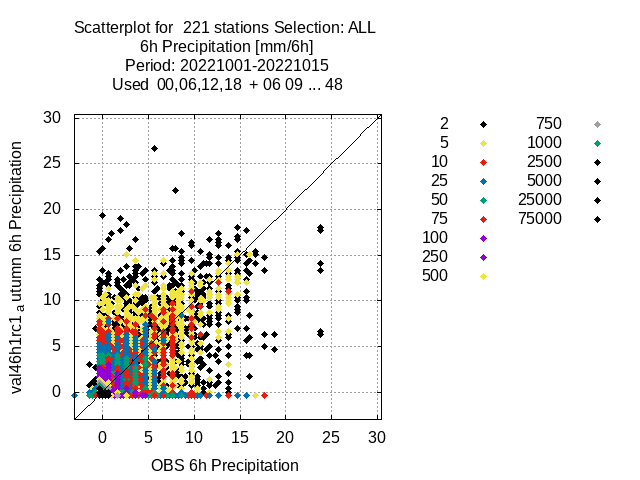 Scatterplot for 221 stations Selection: ALL
6h Precipitation [mm/6h]
Period: 20221001-20221015
Used 00,06,12,18 + 06 09 ... 48
30
25
20
15
10
5
0
0 5 10 15 20 25 30
val46h1rc1 a utumn 6h Precipitation
OBS 6h Precipitation
2 750
5 1000
10 2500
25 5000
50 25000
75 75000
100
250
500